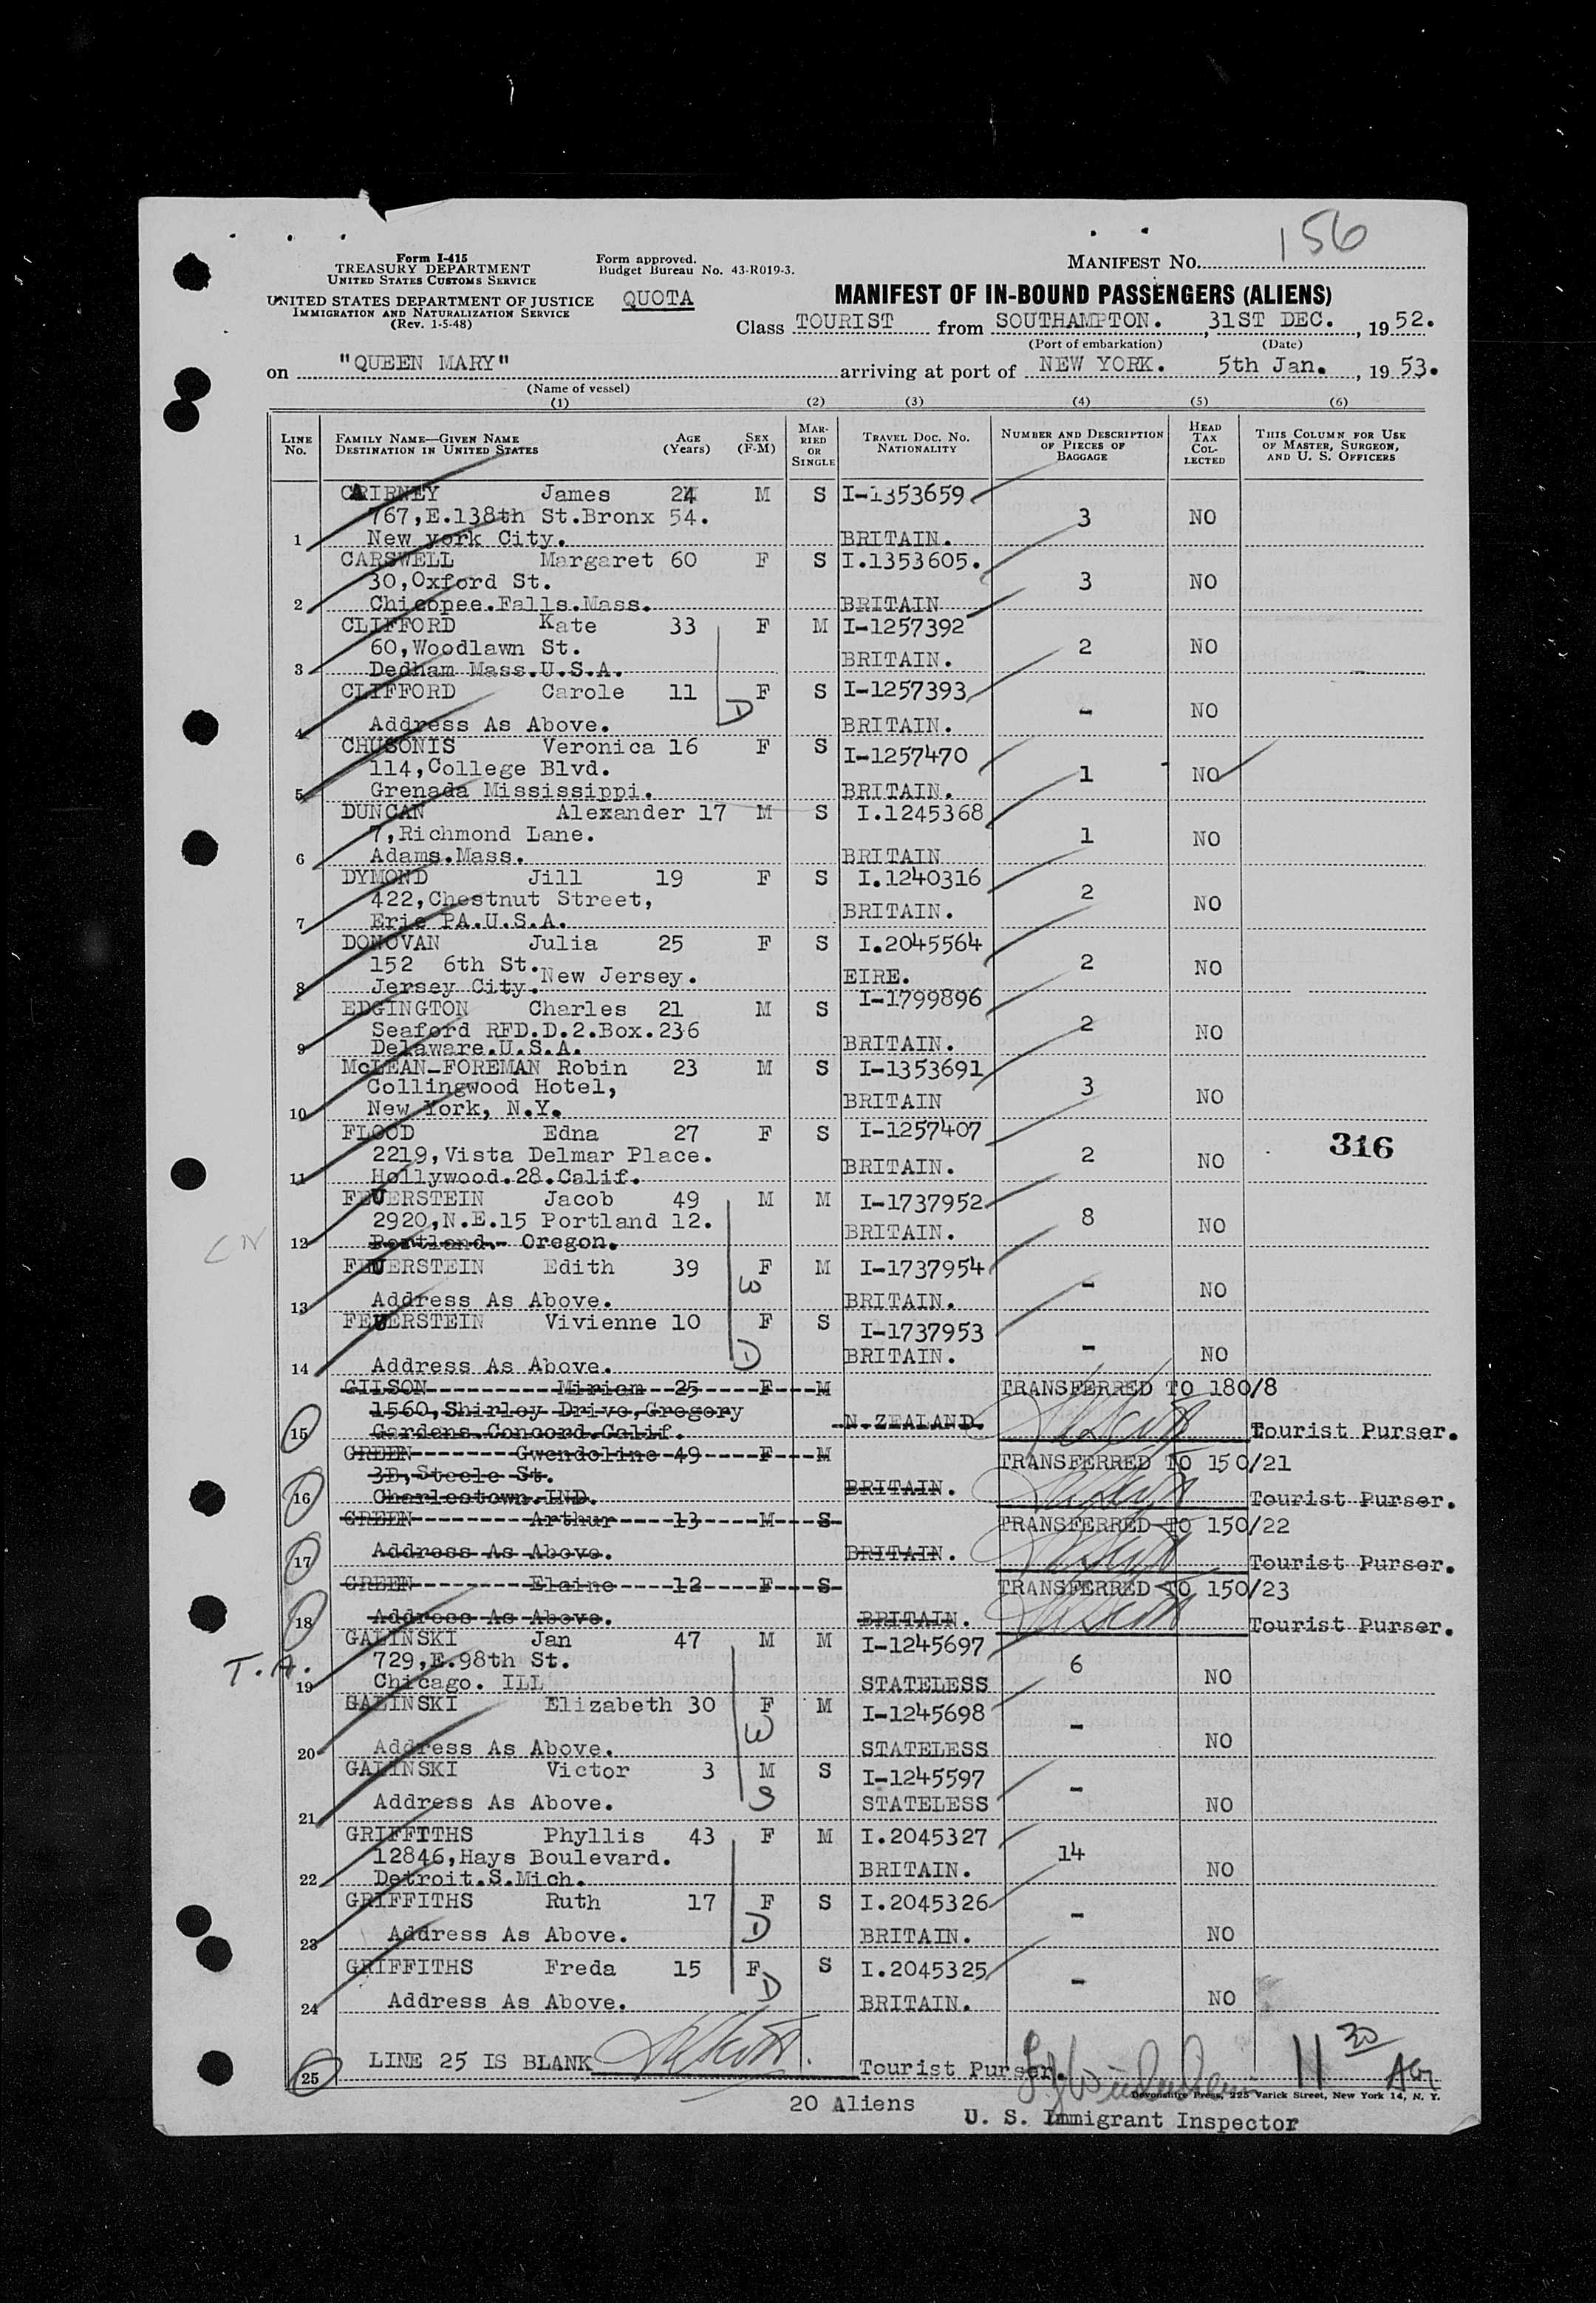 156
Form I-415
TREASURY DEPARTMENT
UNITED STATES CUSTOMS SERVICE
Form approved.
Budget Bureau No. 43-R019-3.
MANIFEST NO.
UNITED STATES DEPARTMENT OF JUSTICE
IMMIGRATION AND NATURALIZATION SERVICE
(Rev. 1-5-48)
QUOTA
MANIFEST OF IN-BOUND PASSENGERS (ALIENS)
Class TOURIST from SOUTHAMPTON. , 31ST DEC. , 19 52.
(Port of embarkation) (Date)
on "QUEEN MARY" arriving at port of NEW YORK. 5th Jan. , 19 53.
(Name of vessel)
(1) (2) (3) (4) (5) (6)
LINE No. FAMILY NAME—GIVEN NAME DESTINATION IN UNITED STATES AGE (Years) SEX (F-M) MARRIED OR SINGLE TRAVEL DOC. NO. NATIONALITY NUMBER AND DESCRIPTION OF PIECES OF BAGGAGE HEAD TAX COLLECTED THIS COLUMN FOR USE OF MASTER, SURGEON, AND U. S. OFFICERS
CAIRNEY James 24 M S I-1353659
767,E.138th St.Bronx 54. 3 NO
1 New york City. BRITAIN.
CARSWELL Margaret 60 F S I.1353605.
30,Oxford St. 3 NO
2 Chicopee.Falls.Mass. BRITAIN
CLIFFORD Kate 33 F M I-1257392
60,Woodlawn St. 2 NO
3 Dedham Mass.U.S.A. BRITAIN.
CLIFFORD Carole 11 F S I-1257393
D - NO
4 Address As Above. BRITAIN.
CHUSONIS Veronica 16 F S I-1257470
114,College Blvd. 1 NO
5 Grenada Mississippi. BRITAIN.
DUNCAN Alexander 17 M S I.1245368
7,Richmond Lane. 1 NO
6 Adams.Mass. BRITAIN
DYMOND Jill 19 F S I.1240316
422,Chestnut Street, 2 NO
7 Erie PA.U.S.A. BRITAIN.
DONOVAN Julia 25 F S I.2045564
152 6th St. New Jersey. 2 NO
8 Jersey City. EIRE.
EDGINGTON Charles 21 M S I-1799896
Seaford RFD.D.2.Box.236 2 NO
9 Delaware.U.S.A. BRITAIN.
McLEAN-FOREMAN Robin 23 M S I-1353691
Collingwood Hotel, 3 NO
10 New York, N.Y. BRITAIN
FLOOD Edna 27 F S I-1257407
316
2219,Vista Delmar Place. 2 NO
11 Hollywood.28.Calif. BRITAIN.
FEUERSTEIN Jacob 49 M M I-1737952
2920,N.E.15 Portland 12. 8 NO
12 Portland.- Oregon. BRITAIN.
FEUERSTEIN Edith 39 F M I-1737954
W - NO
13 Address As Above. BRITAIN.
FEUERSTEIN Vivienne 10 F S I-1737953
D - NO
14 Address As Above. BRITAIN.
GILSON Mirian 25 F M TRANSFERRED TO 180/8
1560,Shirley Drive,Gregory
15 Gardens.Concord.Calif. N.ZEALAND. Tourist Purser.
GREEN Gwendoline 49 F M TRANSFERRED TO 150/21
3D,Steele St.
16 Charlestown.IND. BRITAIN. Tourist Purser.
GREEN Arthur 13 M S TRANSFERRED TO 150/22
17 Address As Above. BRITAIN. Tourist Purser.
GREEN Elaine 12 F S TRANSFERRED TO 150/23
18 Address As Above. BRITAIN. Tourist Purser.
GALINSKI Jan 47 M M I-1245697
T.A. 729,E.98th St. 6 NO
19 Chicago. ILL STATELESS
GALINSKI Elizabeth 30 F M I-1245698
W - NO
20 Address As Above. STATELESS
GALINSKI Victor 3 M S I-1245597
S - NO
21 Address As Above. STATELESS
GRIFFITHS Phyllis 43 F M I.2045327
12846,Hays Boulevard. 14 NO
22 Detroit.S.Mich. BRITAIN.
GRIFFITHS Ruth 17 F S I.2045326
D - NO
23 Address As Above. BRITAIN.
GRIFFITHS Freda 15 F S I.2045325
D - NO
24 Address As Above. BRITAIN.
25 LINE 25 IS BLANK Tourist Purser. 11 30
Devonshire Press, 225 Varick Street, New York 14, N. Y.
20 Aliens
U. S. Immigrant Inspector